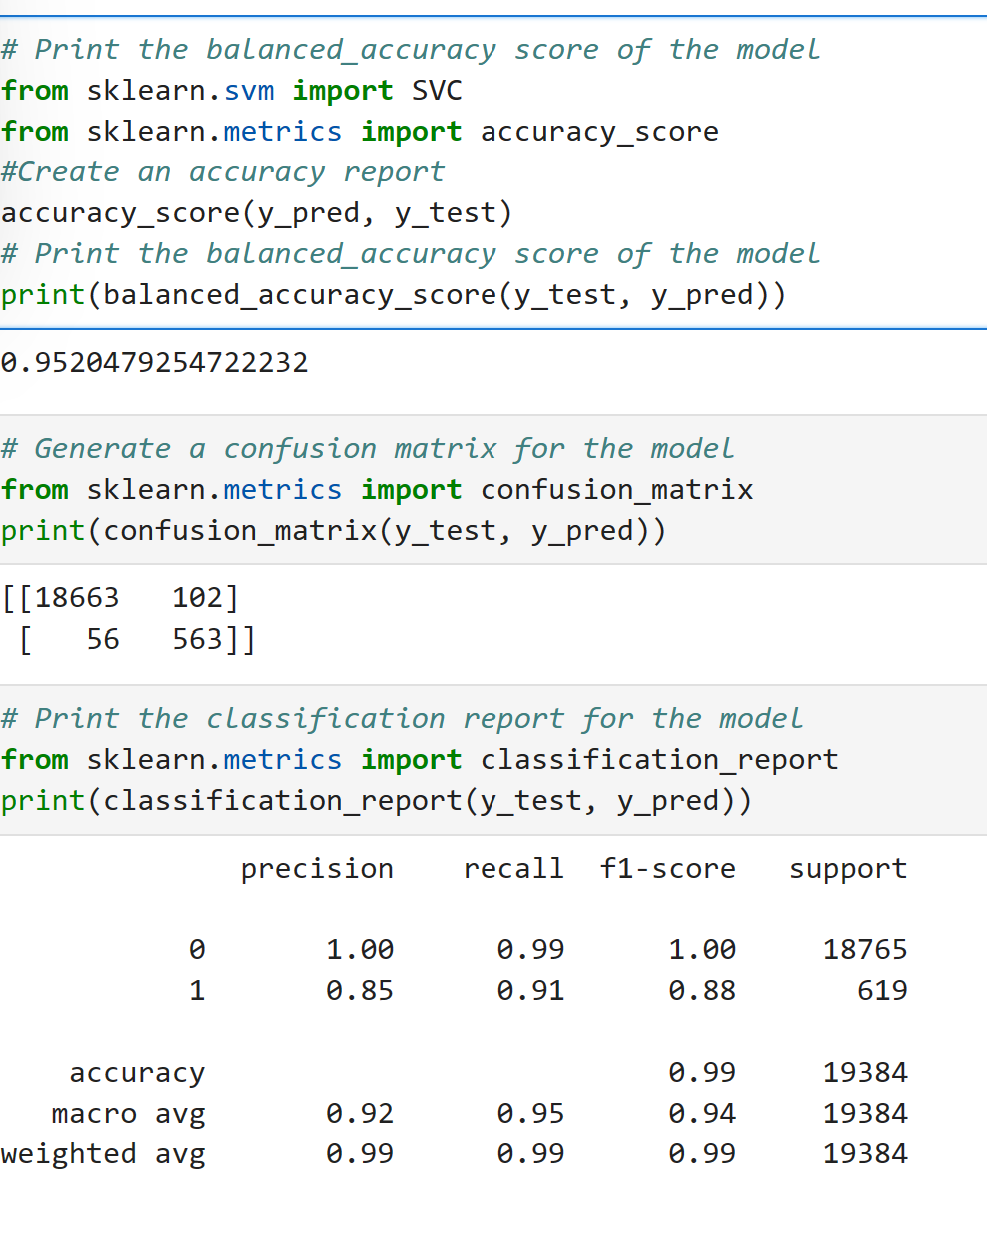 # Print the balanced_accuracy score of the model
from sklearn.svm import SVC
from sklearn.metrics import accuracy_score
#Create an accuracy report
accuracy_score(y_pred, y_test)
# Print the balanced_accuracy score of the model
print(balanced_accuracy_score(y_test, y_pred))
0.9520479254722232
# Generate a confusion matrix for the model
from sklearn.metrics import confusion_matrix
print(confusion_matrix(y_test, y_pred))
[[18663   102]
 [   56   563]]
# Print the classification report for the model
from sklearn.metrics import classification_report
print(classification_report(y_test, y_pred))
              precision    recall  f1-score   support
           0       1.00      0.99      1.00     18765
           1       0.85      0.91      0.88       619
    accuracy                           0.99     19384
   macro avg       0.92      0.95      0.94     19384
weighted avg       0.99      0.99      0.99     19384